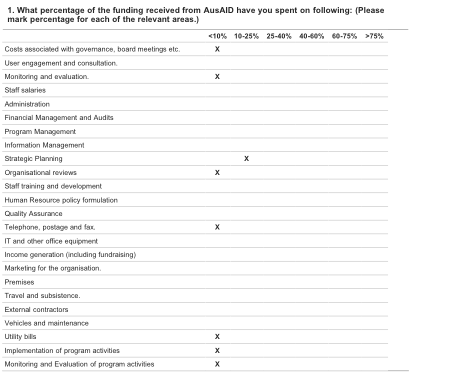 1. What percentage of the funding received from AusAID have you spent on following: (Please
mark percentage for each of the relevant areas.)
<10% 10-25% 25-40% 40-60% 60-75% >75%
Costs associated with governance, board meetings etc. X
User engagement and consultation.
Monitoring and evaluation. X
Staff salaries
Administration
Financial Management and Audits
Program Management
Information Management
Strategic Planning X
Organisational reviews X
Staff training and development
Human Resource policy formulation
Quality Assurance
Telephone, postage and fax. X
IT and other office equipment
Income generation (including fundraising)
Marketing for the organisation.
Premises
Travel and subsistence.
External contractors
Vehicles and maintenance
Utility bills X
Implementation of program activities X
Monitoring and Evaluation of program activities X